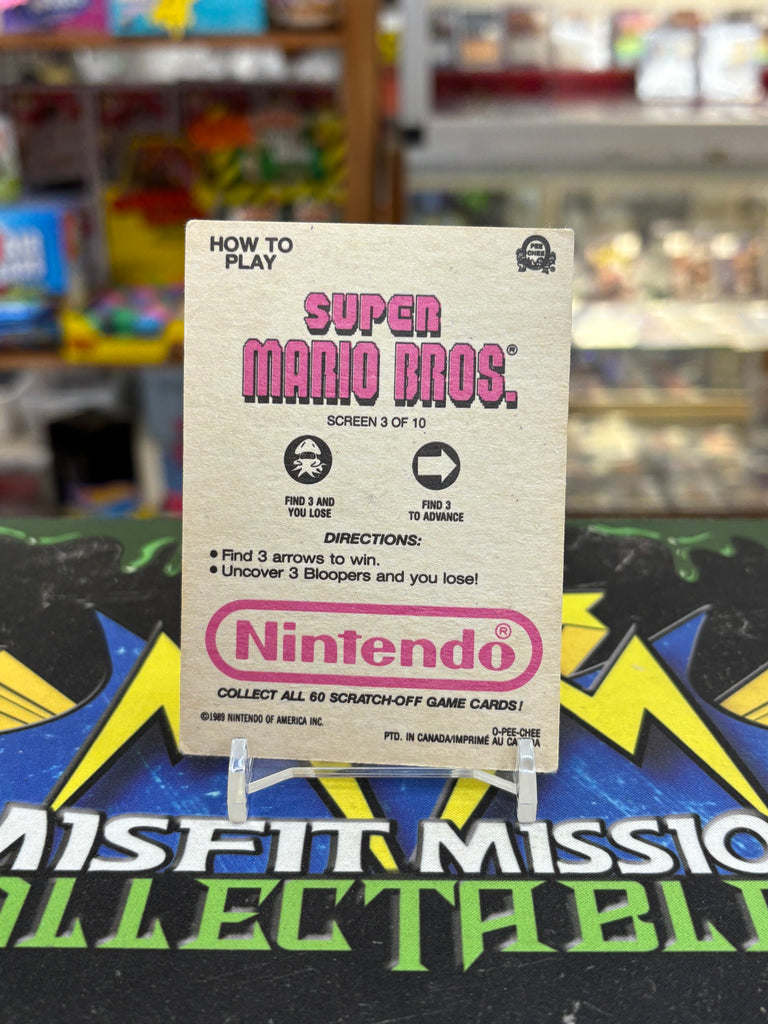 HOW TO
PLAY
PEE
CHEE
SUPER
MARIO BROS.®
SCREEN 3 OF 10
FIND 3 AND
YOU LOSE
FIND 3
TO ADVANCE
DIRECTIONS:
• Find 3 arrows to win.
• Uncover 3 Bloopers and you lose!
Nintendo®
COLLECT ALL 60 SCRATCH-OFF GAME CARDS!
©1989 NINTENDO OF AMERICA INC.
O-PEE-CHEE
PTD. IN CANADA/IMPRIMÉ AU CANADA
MISFIT MISSIO
OLLECTABLE